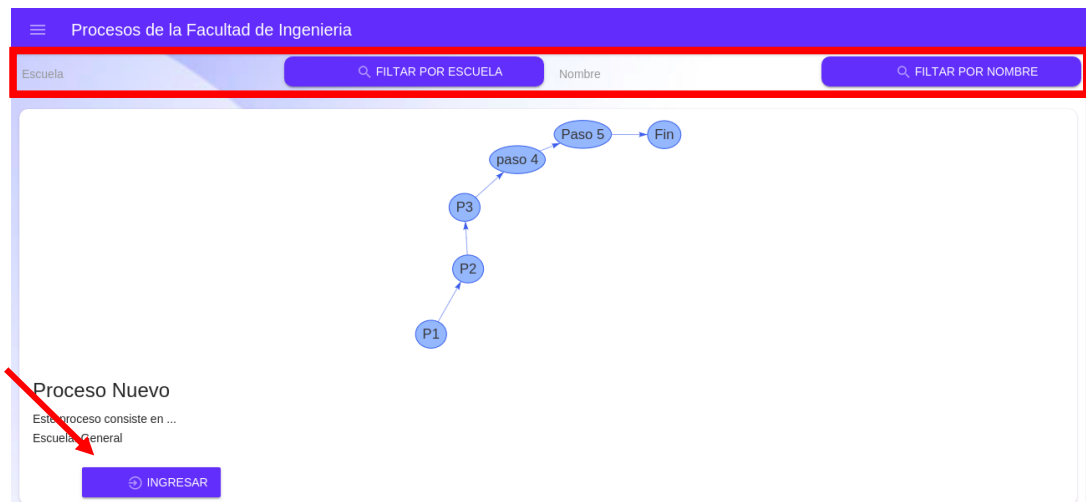 Procesos de la Facultad de Ingenieria
Escuela
FILTAR POR ESCUELA
Nombre
FILTAR POR NOMBRE
Paso 5
Fin
paso 4
P3
P2
P1
Proceso Nuevo
Este proceso consiste en ...
Escuela: General
INGRESAR